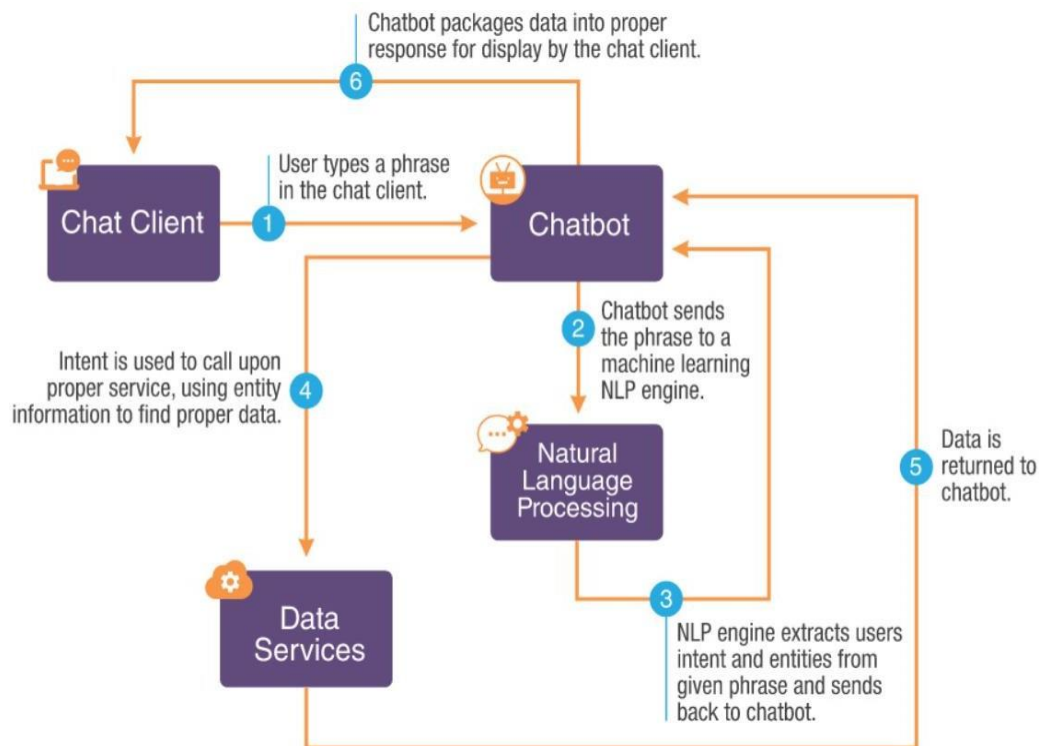 Chatbot packages data into proper
response for display by the chat client.
6
User types a phrase
in the chat client.
Chat Client
1
Chatbot
2
Chatbot sends
the phrase to a
machine learning
NLP engine.
Intent is used to call upon
proper service, using entity
information to find proper data.
4
Natural
Language
Processing
5
Data is
returned to
chatbot.
3
Data
Services
NLP engine extracts users
intent and entities from
given phrase and sends
back to chatbot.